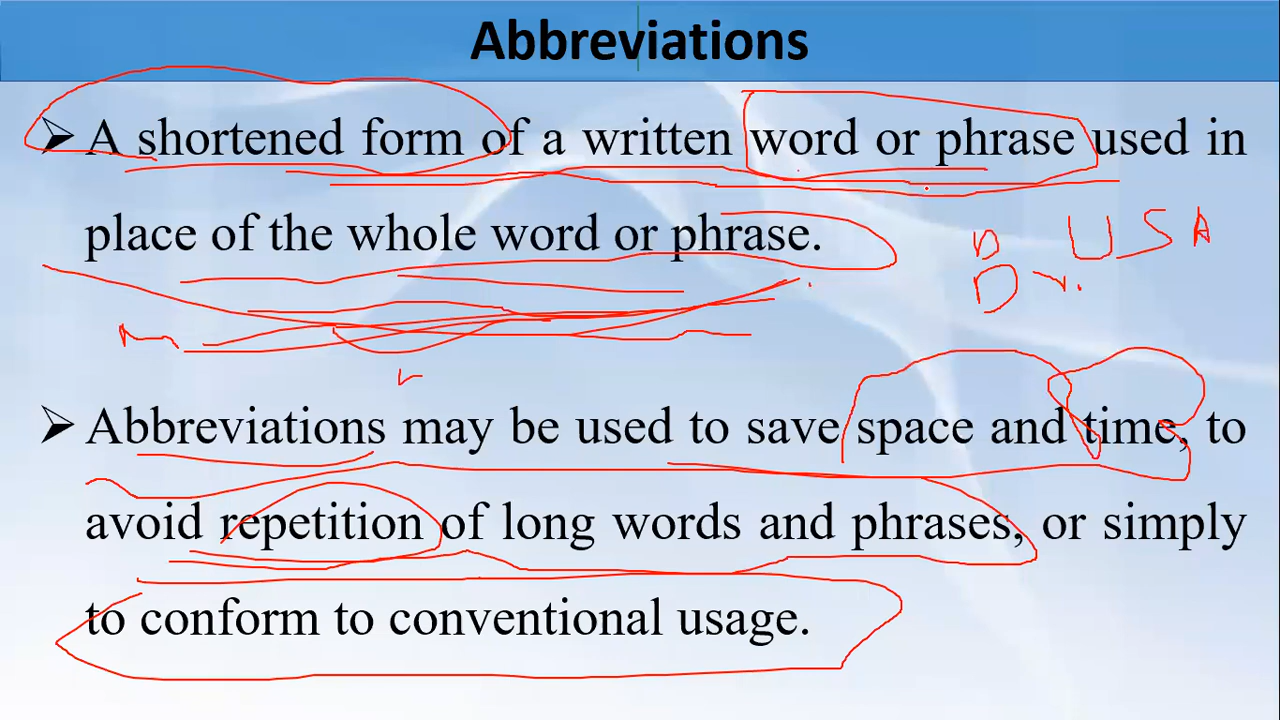 Abbreviations
➢ A shortened form of a written word or phrase used in
place of the whole word or phrase.
USA
Dr.
➢ Abbreviations may be used to save space and time, to
avoid repetition of long words and phrases, or simply
to conform to conventional usage.